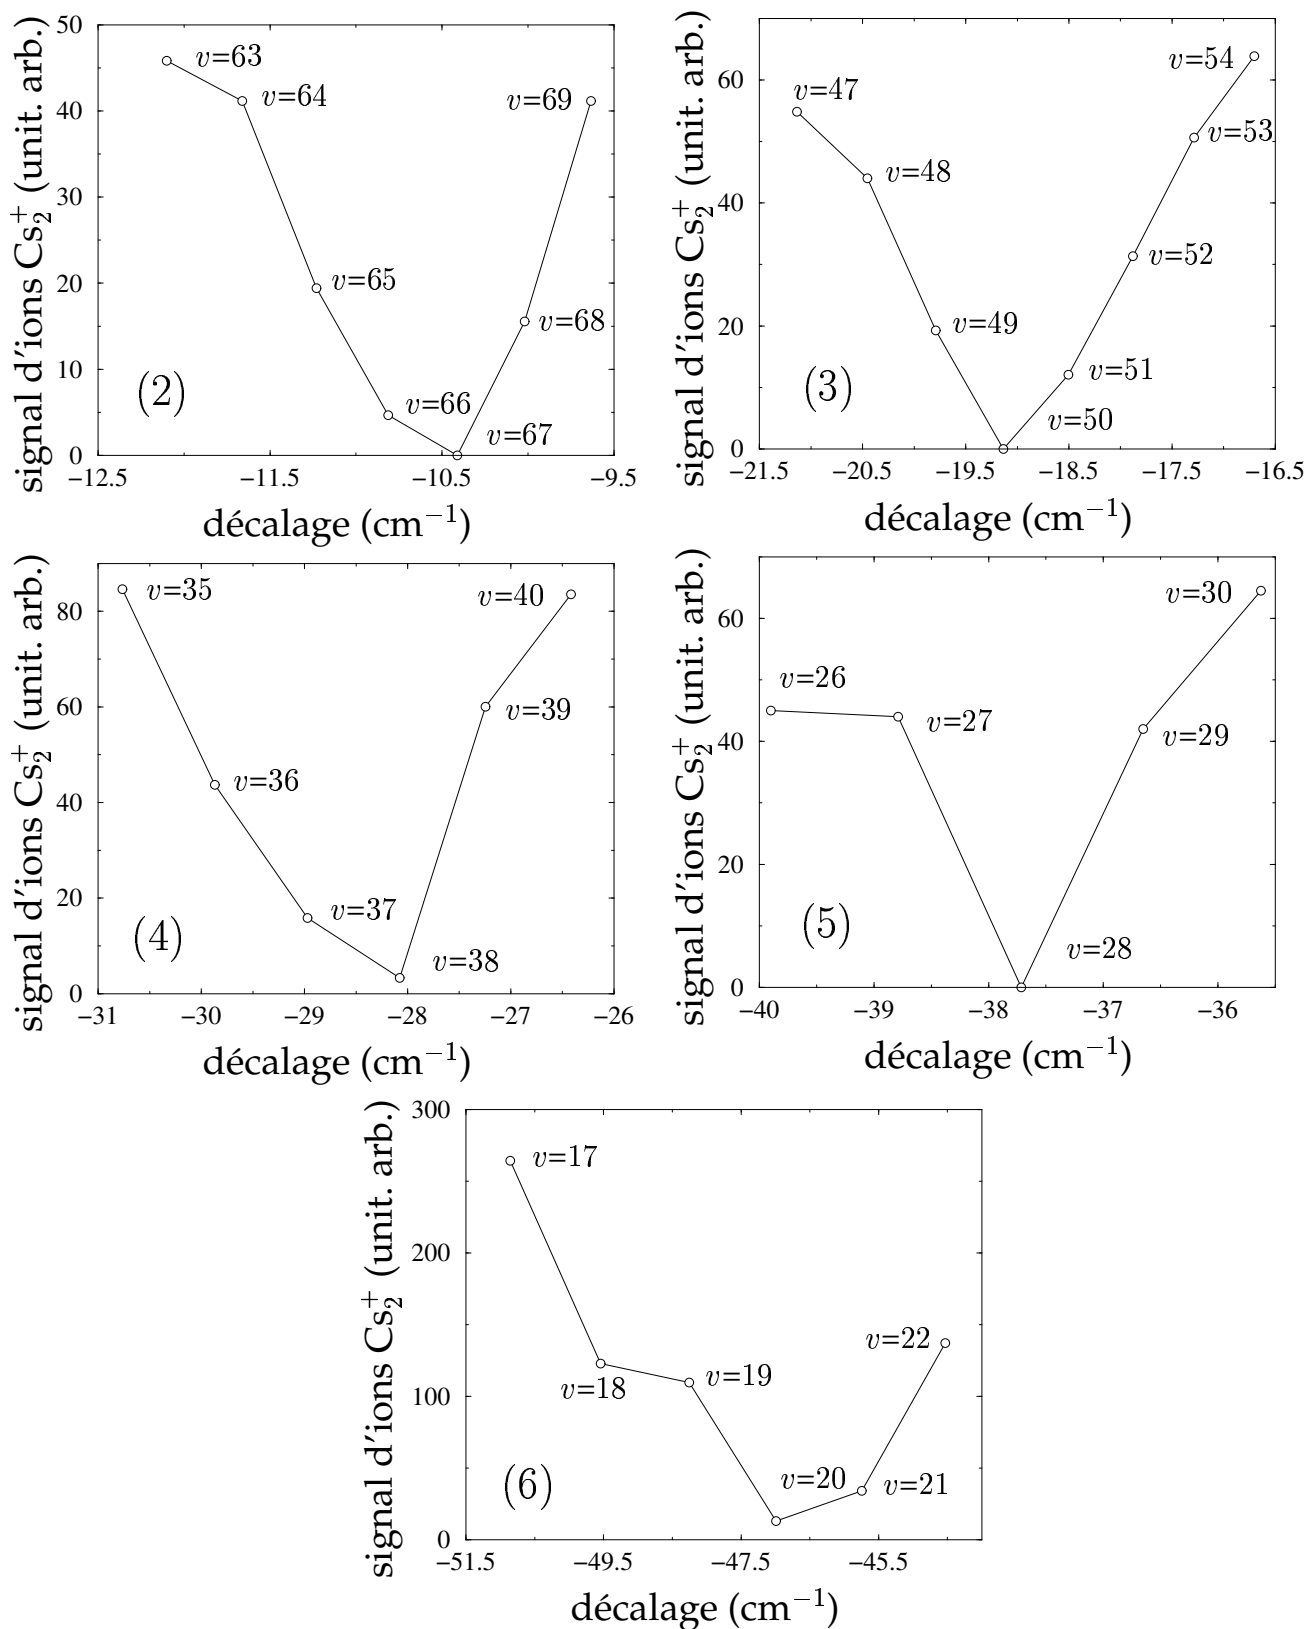 signal d'ions Cs₂⁺ (unit. arb.)
50
40
30
20
10
0
v=63
v=64
v=69
v=65
v=68
v=66
v=67
(2)
−12.5 −11.5 −10.5 −9.5
décalage (cm⁻¹)
signal d'ions Cs₂⁺ (unit. arb.)
60
40
20
0
v=54
v=47
v=53
v=48
v=52
v=49
v=51
v=50
(3)
−21.5 −20.5 −19.5 −18.5 −17.5 −16.5
décalage (cm⁻¹)
signal d'ions Cs₂⁺ (unit. arb.)
80
60
40
20
0
v=35
v=40
v=39
v=36
v=37
v=38
(4)
−31 −30 −29 −28 −27 −26
décalage (cm⁻¹)
signal d'ions Cs₂⁺ (unit. arb.)
60
40
20
0
v=30
v=26
v=27
v=29
v=28
(5)
−40 −39 −38 −37 −36
décalage (cm⁻¹)
signal d'ions Cs₂⁺ (unit. arb.)
300
200
100
0
v=17
v=22
v=18
v=19
v=20
v=21
(6)
−51.5 −49.5 −47.5 −45.5
décalage (cm⁻¹)